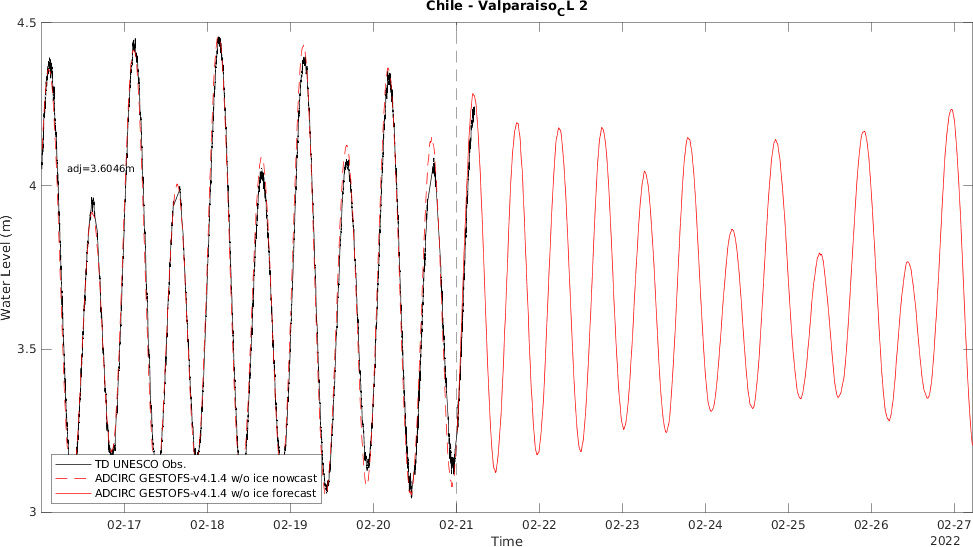 Chile - Valparaiso_CL 2
4.5
adj=3.6046m
4
Water Level (m)
3.5
TD UNESCO Obs.
ADCIRC GESTOFS-v4.1.4 w/o ice nowcast
ADCIRC GESTOFS-v4.1.4 w/o ice forecast
3
02-17 02-18 02-19 02-20 02-21 02-22 02-23 02-24 02-25 02-26 02-27
Time 2022